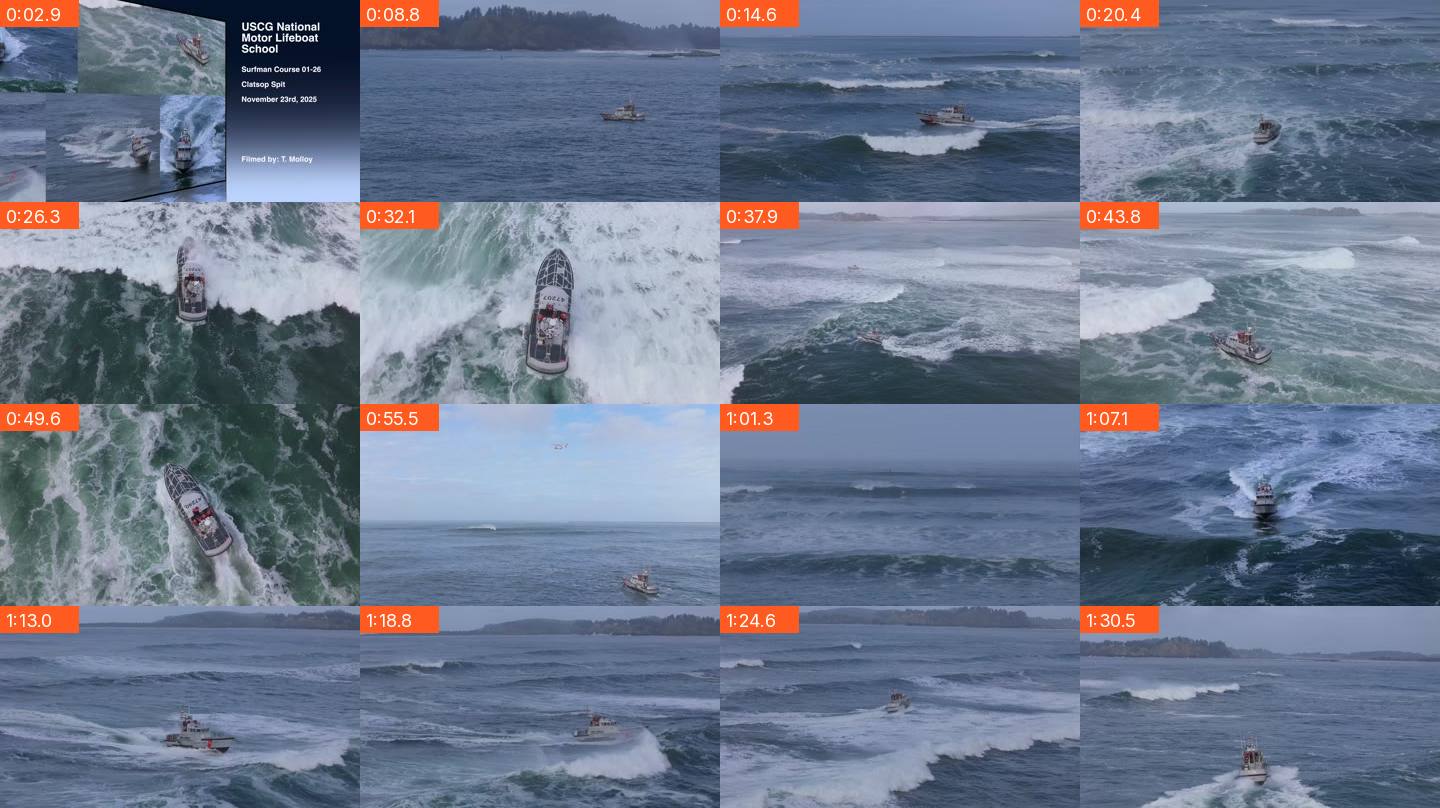 0:02.9
USCG National
Motor Lifeboat
School
Surfman Course 01-26
Clatsop Spit
November 23rd, 2025
Filmed by: T. Molloy
0:08.8
0:14.6
0:20.4
0:26.3
47207
0:32.1
47207
0:37.9
0:43.8
0:49.6
0:55.5
1:01.3
1:07.1
1:13.0
1:18.8
1:24.6
1:30.5